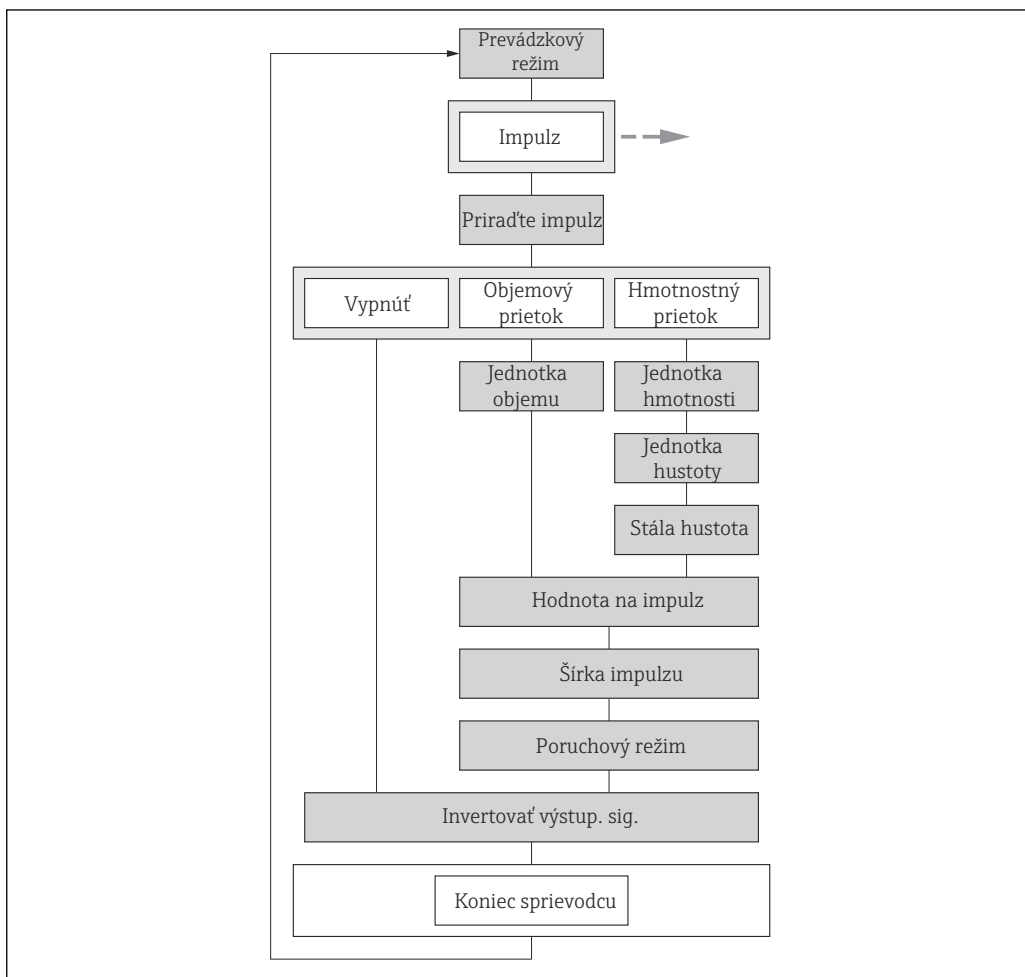 Prevádzkový
režim
Impulz
Priraďte impulz
Vypnúť
Objemový
prietok
Hmotnostný
prietok
Jednotka
objemu
Jednotka
hmotnosti
Jednotka
hustoty
Stála hustota
Hodnota na impulz
Šírka impulzu
Poruchový režim
Invertovať výstup. sig.
Koniec sprievodcu